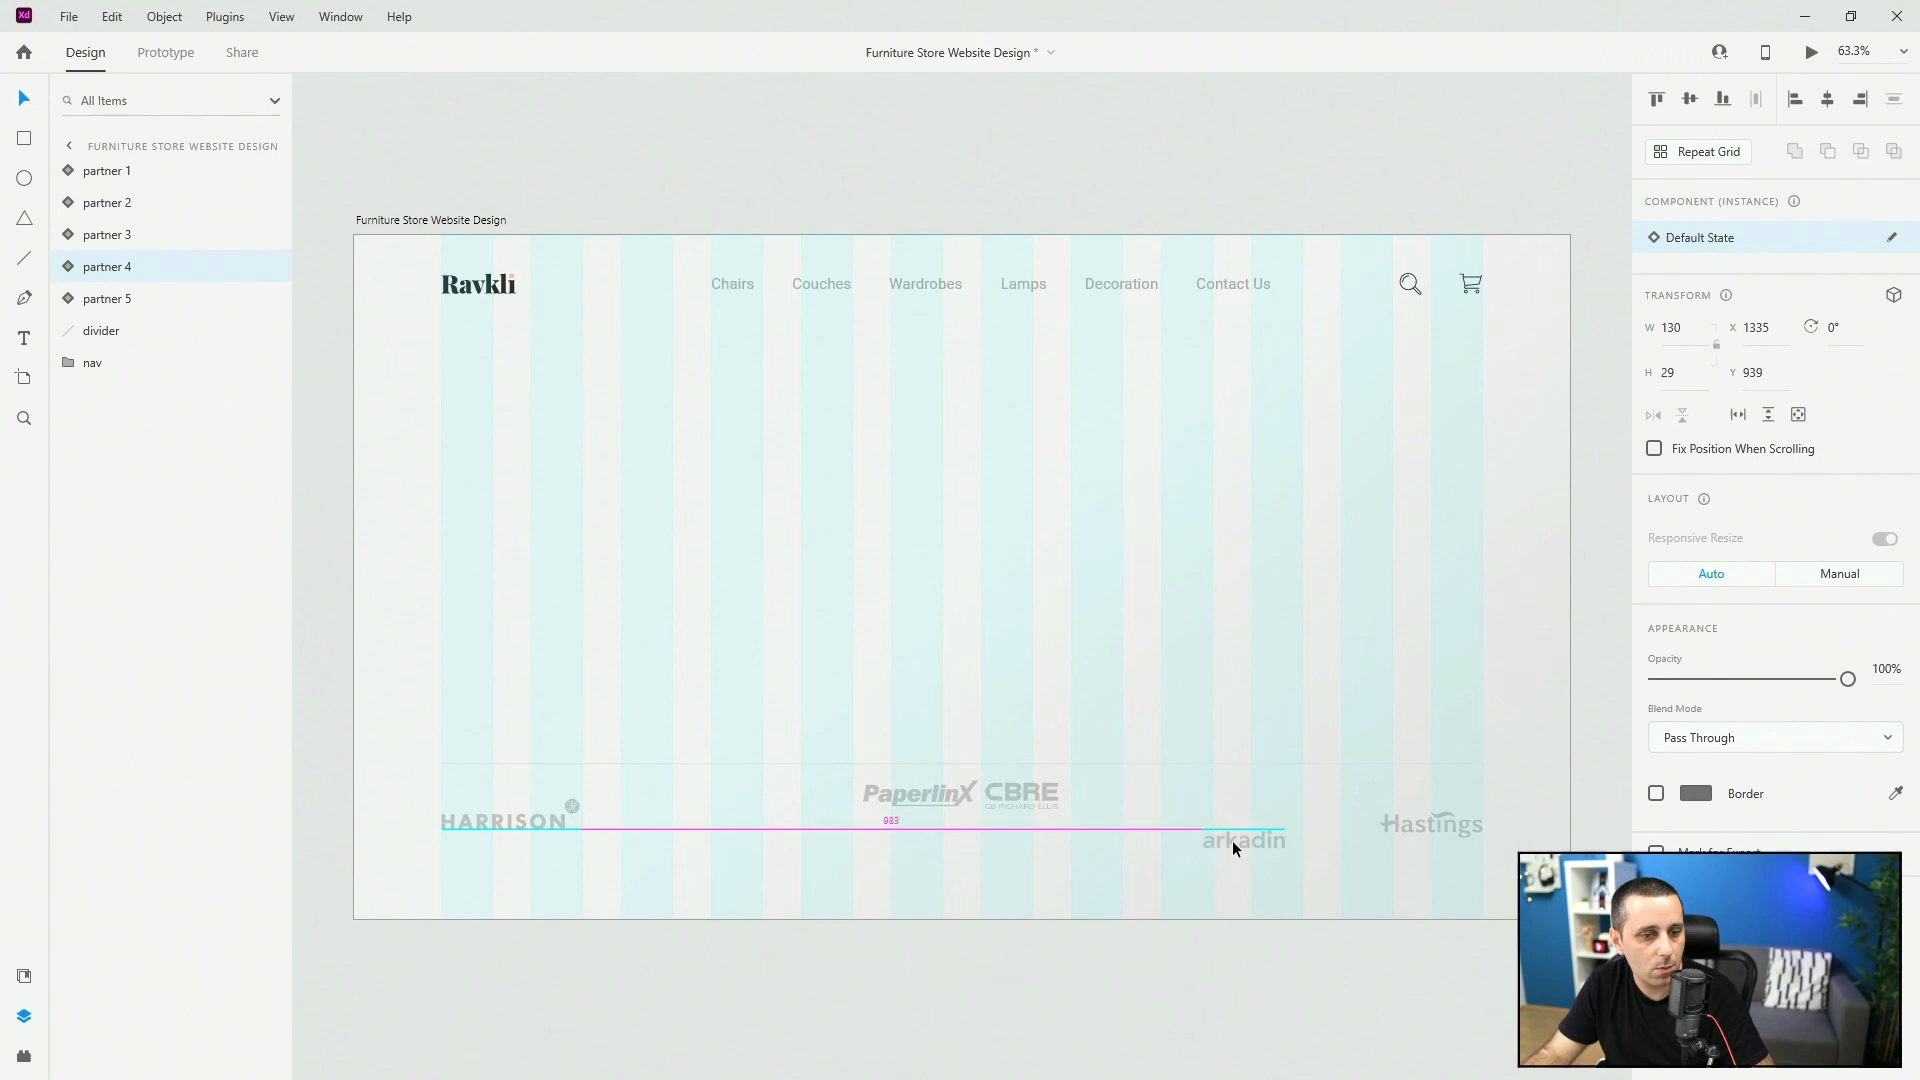 Xd File Edit Object Plugins View Window Help
Design Prototype Share
Furniture Store Website Design *
63.3%
All Items
FURNITURE STORE WEBSITE DESIGN
partner 1
partner 2
partner 3
partner 4
partner 5
divider
nav
Furniture Store Website Design
Ravkli Chairs Couches Wardrobes Lamps Decoration Contact Us
PaperlinX CBRE
CB RICHARD ELLIS
HARRISON H
983
arkadin
Hastings
Repeat Grid
COMPONENT (INSTANCE)
Default State
TRANSFORM
W 130 X 1335 0°
H 29 Y 939
Fix Position When Scrolling
LAYOUT
Responsive Resize
Auto Manual
APPEARANCE
Opacity
100%
Blend Mode
Pass Through
Border